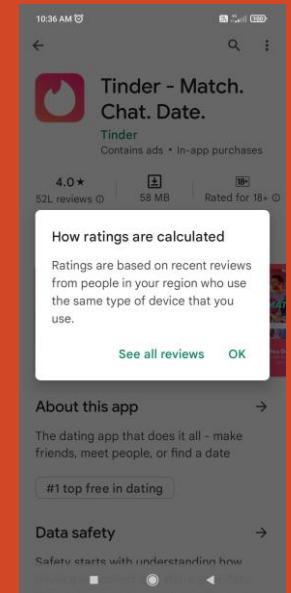 10:36 AM
Tinder - Match.
Chat. Date.
Tinder
Contains ads • In-app purchases
4.0★
52L reviews
58 MB
18+
Rated for 18+
How ratings are calculated
Ratings are based on recent reviews
from people in your region who use
the same type of device that you
use.
See all reviews
OK
About this app
The dating app that does it all - make
friends, meet people, or find a date
#1 top free in dating
Data safety
Safety starts with understanding how